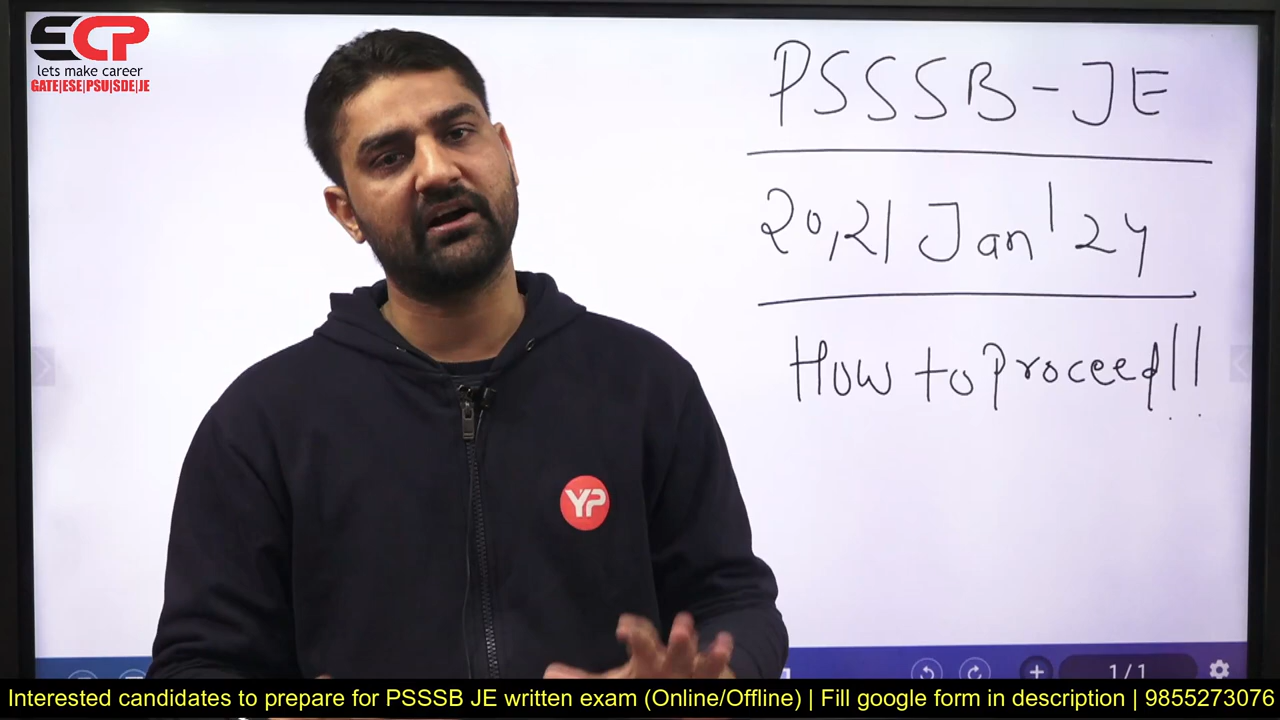 ECP
lets make career
GATE|ESE|PSU|SDE|JE
PSSSB-JE
20,21 Jan'24
How to proceed!!
YP
1/1
Interested candidates to prepare for PSSSB JE written exam (Online/Offline) | Fill google form in description | 9855273076